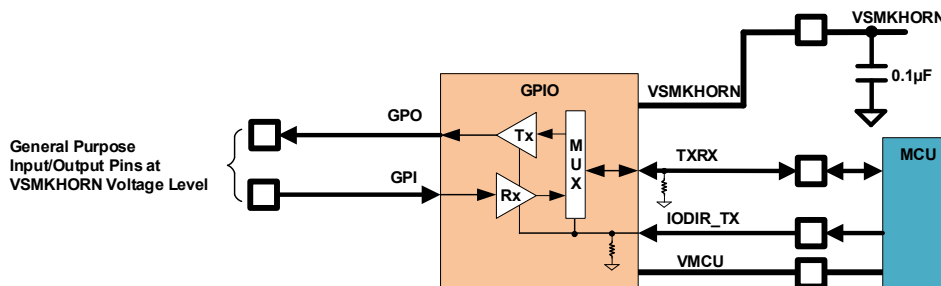 VSMKHORN
0.1µF
VSMKHORN
GPIO
GPO
Tx
MUX
General Purpose
Input/Output Pins at
VSMKHORN Voltage Level
TXRX
MCU
GPI
Rx
IODIR_TX
VMCU